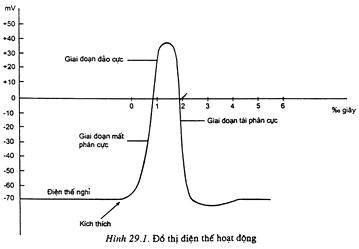 mV
+50
+40
+30
+20
+10
0
-10
-20
-30
-40
-50
-60
-70
Giai đoạn đảo cực
0 1 2 3 4 5 6
‰ giây
Giai đoạn tái phân cực
Giai đoạn mất
phân cực
Điện thế nghỉ
Kích thích
Hình 29.1. Đồ thị điện thế hoạt động